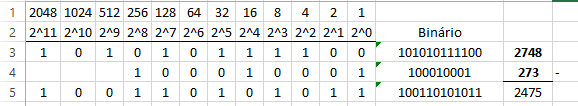 1 2048 1024 512 256 128 64 32 16 8 4 2 1
2 2^11 2^10 2^9 2^8 2^7 2^6 2^5 2^4 2^3 2^2 2^1 2^0 Binário
3 1 0 1 0 1 0 1 1 1 1 0 0 101010111100 2748
4 1 0 0 0 1 0 0 0 1 100010001 273 -
5 1 0 0 1 1 0 1 0 1 0 1 1 100110101011 2475